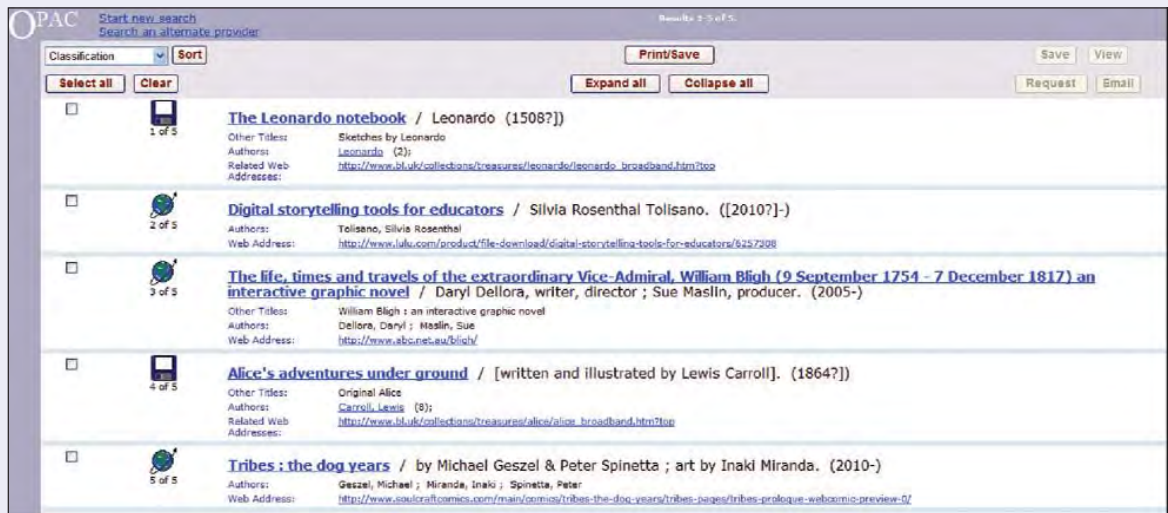 OPAC
Start new search
Search an alternate provider
Results 1-5 of 5.
Classification Sort Print/Save Save View
Select all Clear Expand all Collapse all Request Email
1 of 5
The Leonardo notebook / Leonardo (1508?])
Other Titles: Sketches by Leonardo
Authors: Leonardo (2);
Related Web Addresses: http://www.bl.uk/collections/treasures/leonardo/leonardo_broadband.htm?top
2 of 5
Digital storytelling tools for educators / Silvia Rosenthal Tolisano. ([2010?]-)
Authors: Tolisano, Silvia Rosenthal
Web Address: http://www.lulu.com/product/file-download/digital-storytelling-tools-for-educators/6257308
3 of 5
The life, times and travels of the extraordinary Vice-Admiral, William Bligh (9 September 1754 - 7 December 1817) an
interactive graphic novel / Daryl Dellora, writer, director ; Sue Maslin, producer. (2005-)
Other Titles: William Bligh : an interactive graphic novel
Authors: Dellora, Daryl ; Maslin, Sue
Web Address: http://www.abc.net.au/bligh/
4 of 5
Alice's adventures under ground / [written and illustrated by Lewis Carroll]. (1864?])
Other Titles: Original Alice
Authors: Carroll, Lewis (8);
Related Web Addresses: http://www.bl.uk/collections/treasures/alice/alice_broadband.htm?top
5 of 5
Tribes : the dog years / by Michael Geszel & Peter Spinetta ; art by Inaki Miranda. (2010-)
Authors: Geszel, Michael ; Miranda, Inaki ; Spinetta, Peter
Web Address: http://www.soulcraftcomics.com/main/comics/tribes-the-dog-years/tribes-pages/tribes-prologue-webcomic-preview-0/